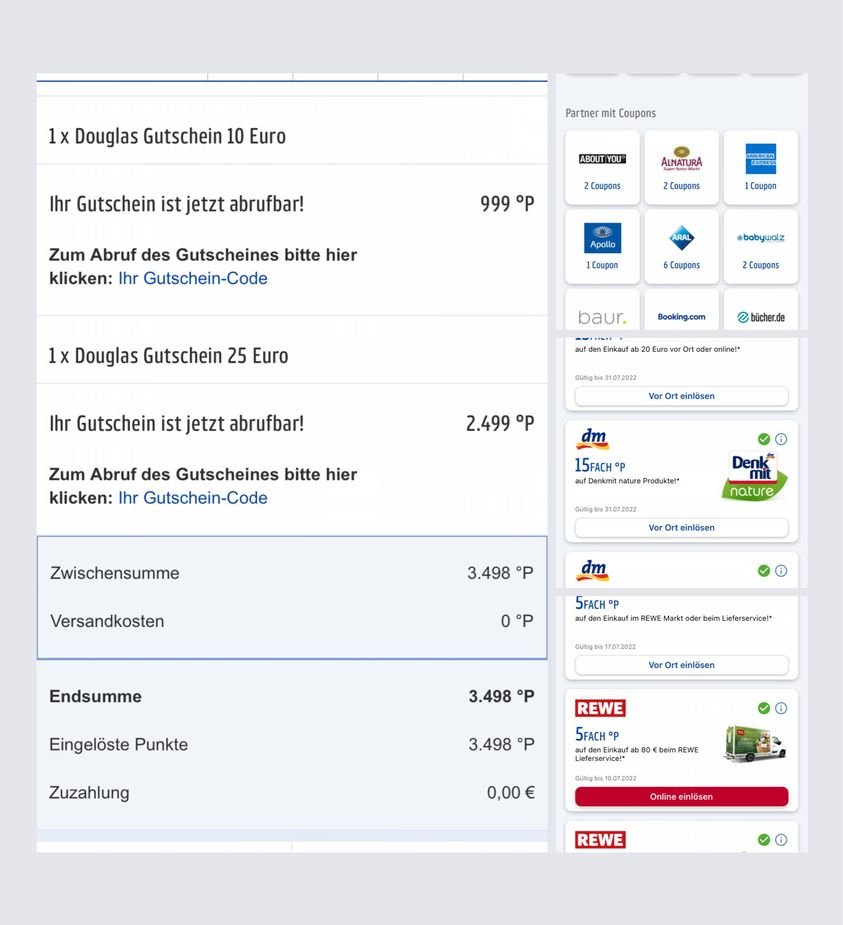 1 x Douglas Gutschein 10 Euro
Ihr Gutschein ist jetzt abrufbar! 999 °P
Zum Abruf des Gutscheines bitte hier
klicken: Ihr Gutschein-Code
1 x Douglas Gutschein 25 Euro
Ihr Gutschein ist jetzt abrufbar! 2.499 °P
Zum Abruf des Gutscheines bitte hier
klicken: Ihr Gutschein-Code
Zwischensumme 3.498 °P
Versandkosten 0 °P
Endsumme 3.498 °P
Eingelöste Punkte 3.498 °P
Zuzahlung 0,00 €
Partner mit Coupons
ABOUT YOU° ALNATURA AMERICAN EXPRESS
Super Natur Markt
2 Coupons 2 Coupons 1 Coupon
Apollo ARAL babywalz
1 Coupon 6 Coupons 2 Coupons
baur. Booking.com bücher.de
auf den Einkauf ab 20 Euro vor Ort oder online!*
Gültig bis 31.07.2022
Vor Ort einlösen
dm
15FACH °P
auf Denkmit nature Produkte!*
Denk
mit
nature
Gültig bis 31.07.2022
Vor Ort einlösen
dm
5FACH °P
auf den Einkauf im REWE Markt oder beim Lieferservice!*
Gültig bis 17.07.2022
Vor Ort einlösen
REWE
5FACH °P
auf den Einkauf ab 80 € beim REWE
Lieferservice!*
Gültig bis 10.07.2022
Online einlösen
REWE